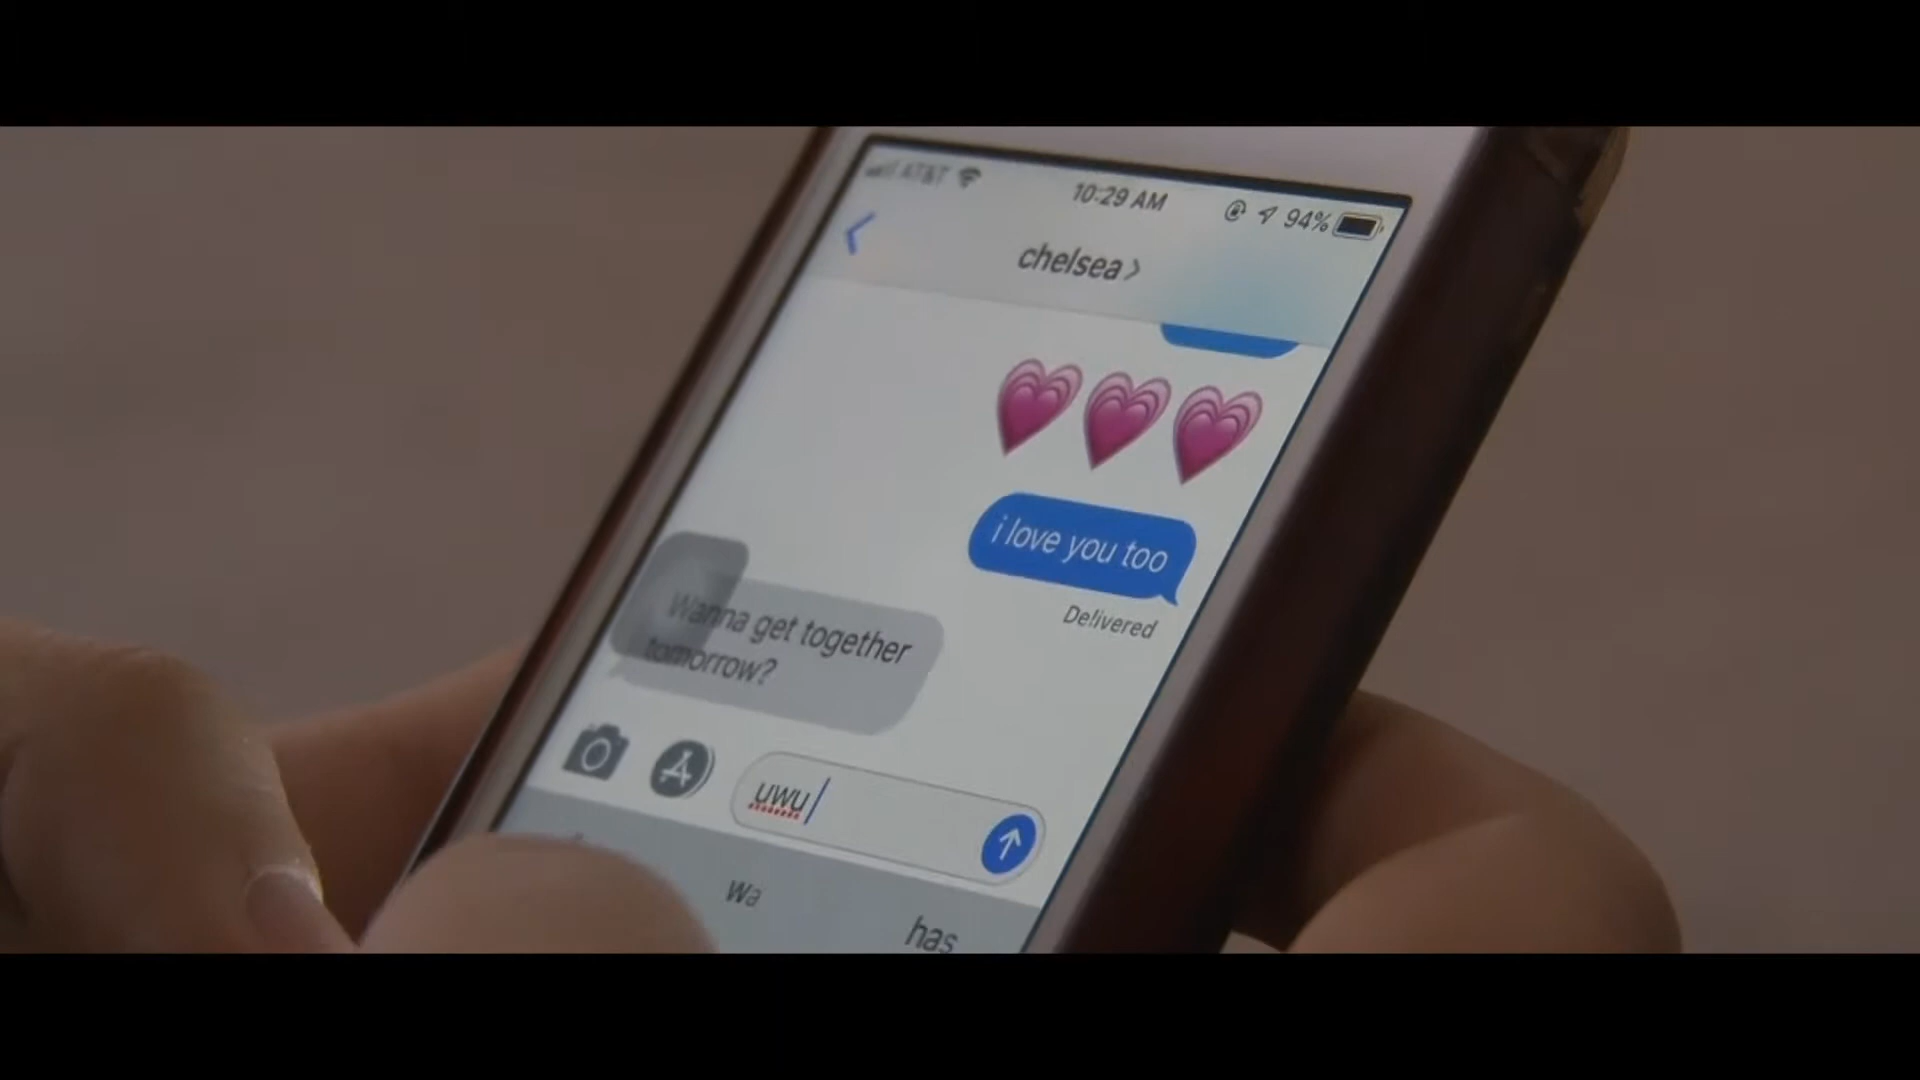 AT&T
10:29 AM
94%
chelsea
i love you too
Delivered
Wanna get together
tomorrow?
uwu
wa
has